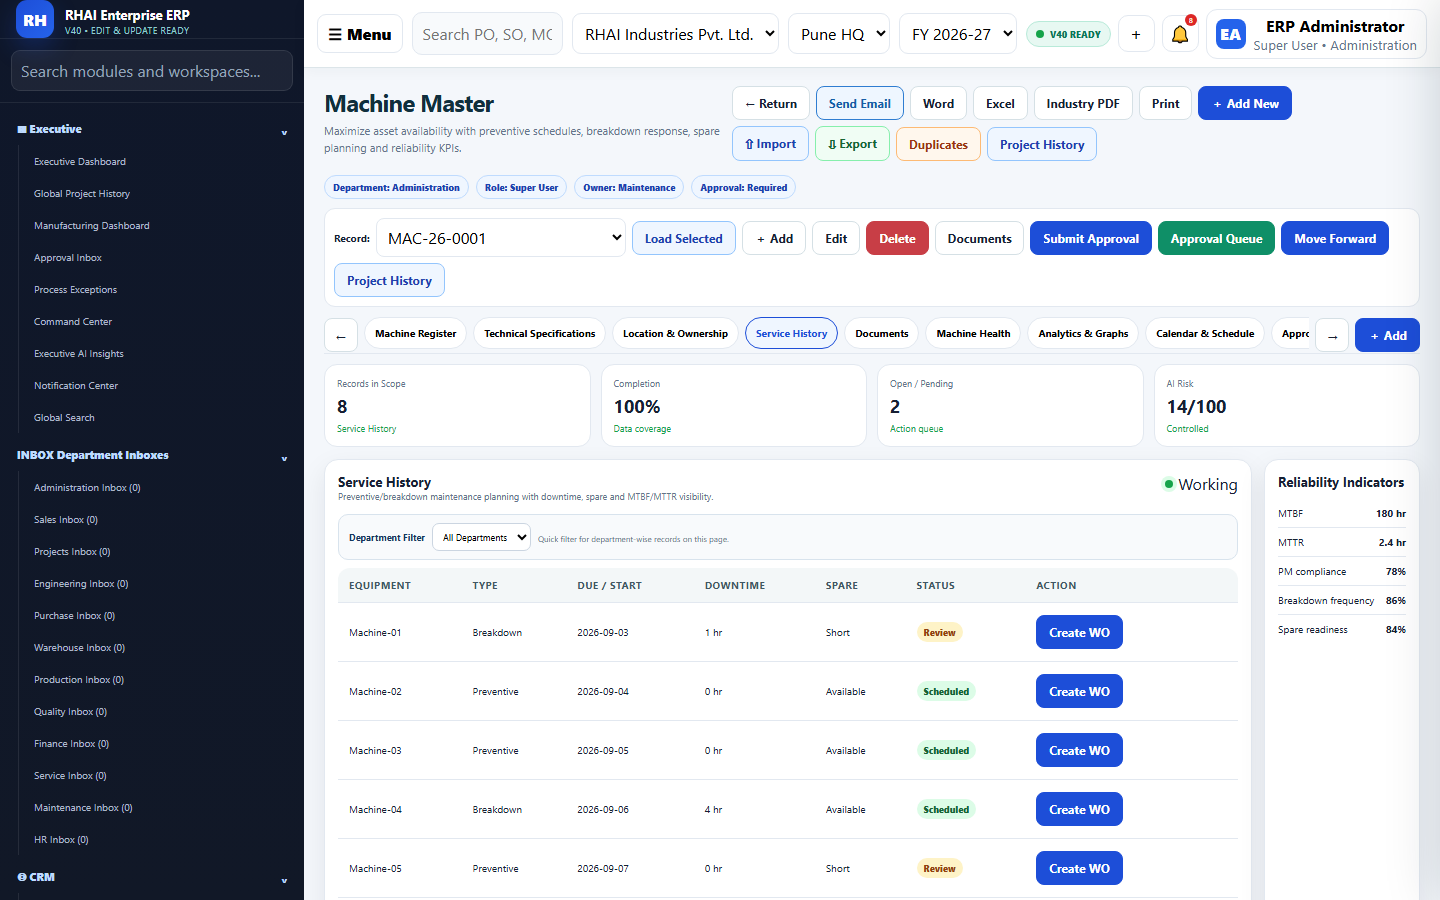 RH
RHAI Enterprise ERP
V40 • EDIT & UPDATE READY
Search modules and workspaces...
Executive
Executive Dashboard
Global Project History
Manufacturing Dashboard
Approval Inbox
Process Exceptions
Command Center
Executive AI Insights
Notification Center
Global Search
INBOX Department Inboxes
Administration Inbox (0)
Sales Inbox (0)
Projects Inbox (0)
Engineering Inbox (0)
Purchase Inbox (0)
Warehouse Inbox (0)
Production Inbox (0)
Quality Inbox (0)
Finance Inbox (0)
Service Inbox (0)
Maintenance Inbox (0)
HR Inbox (0)
CRM
☰ Menu
Search PO, SO, MO
RHAI Industries Pvt. Ltd.
Pune HQ
FY 2026-27
V40 READY
+
8
EA
ERP Administrator
Super User • Administration
Machine Master
Maximize asset availability with preventive schedules, breakdown response, spare
planning and reliability KPIs.
← Return
Send Email
Word
Excel
Industry PDF
Print
+ Add New
⇧ Import
⇩ Export
Duplicates
Project History
Department: Administration
Role: Super User
Owner: Maintenance
Approval: Required
Record:
MAC-26-0001
Load Selected
+ Add
Edit
Delete
Documents
Submit Approval
Approval Queue
Move Forward
Project History
←
Machine Register
Technical Specifications
Location & Ownership
Service History
Documents
Machine Health
Analytics & Graphs
Calendar & Schedule
Appro
→
+ Add
Records in Scope
8
Service History
Completion
100%
Data coverage
Open / Pending
2
Action queue
AI Risk
14/100
Controlled
Service History
Preventive/breakdown maintenance planning with downtime, spare and MTBF/MTTR visibility.
Working
Department Filter
All Departments
Quick filter for department-wise records on this page.
EQUIPMENT TYPE DUE / START DOWNTIME SPARE STATUS ACTION
Machine-01 Breakdown 2026-09-03 1 hr Short Review Create WO
Machine-02 Preventive 2026-09-04 0 hr Available Scheduled Create WO
Machine-03 Preventive 2026-09-05 0 hr Available Scheduled Create WO
Machine-04 Breakdown 2026-09-06 4 hr Available Scheduled Create WO
Machine-05 Preventive 2026-09-07 0 hr Short Review Create WO
Reliability Indicators
MTBF 180 hr
MTTR 2.4 hr
PM compliance 78%
Breakdown frequency 86%
Spare readiness 84%